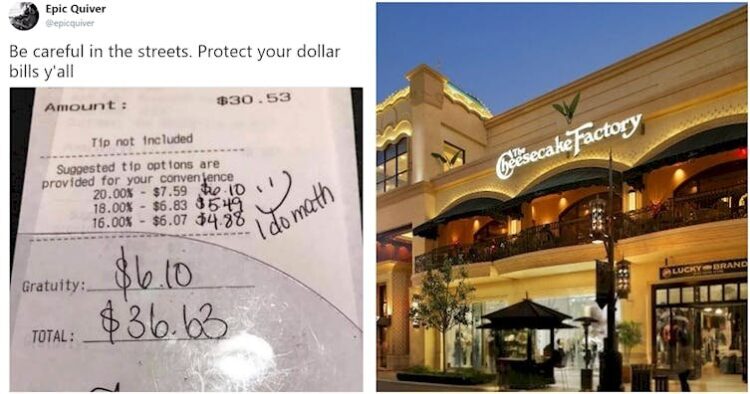 Epic Quiver
@epicquiver
Be careful in the streets. Protect your dollar
bills y'all
Amount: $30.53
Tip not included
Suggested tip options are
provided for your convenience
20.00% - $7.59 $6.10 :)
18.00% - $6.83 $5.49
16.00% - $6.07 $4.88
I do math
Gratuity: $6.10
TOTAL: $36.63
The
Cheesecake Factory
LUCKY BRAND